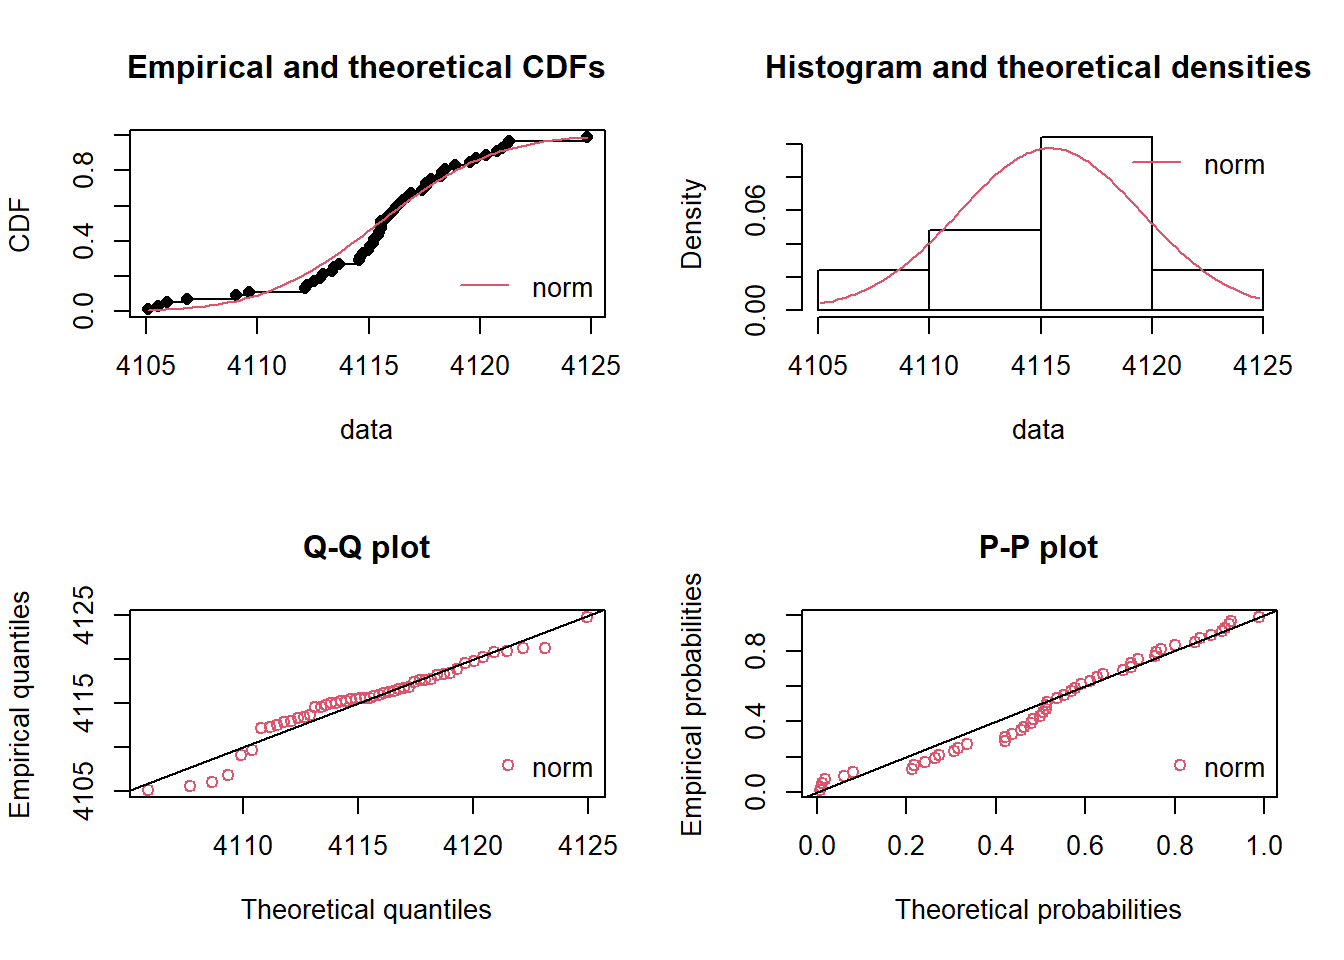 Empirical and theoretical CDFs
CDF
0.0 0.4 0.8
norm
4105 4110 4115 4120 4125
data
Histogram and theoretical densities
Density
0.00 0.06
norm
4105 4110 4115 4120 4125
data
Q-Q plot
Empirical quantiles
4105 4115 4125
norm
4110 4115 4120 4125
Theoretical quantiles
P-P plot
Empirical probabilities
0.0 0.4 0.8
norm
0.0 0.2 0.4 0.6 0.8 1.0
Theoretical probabilities